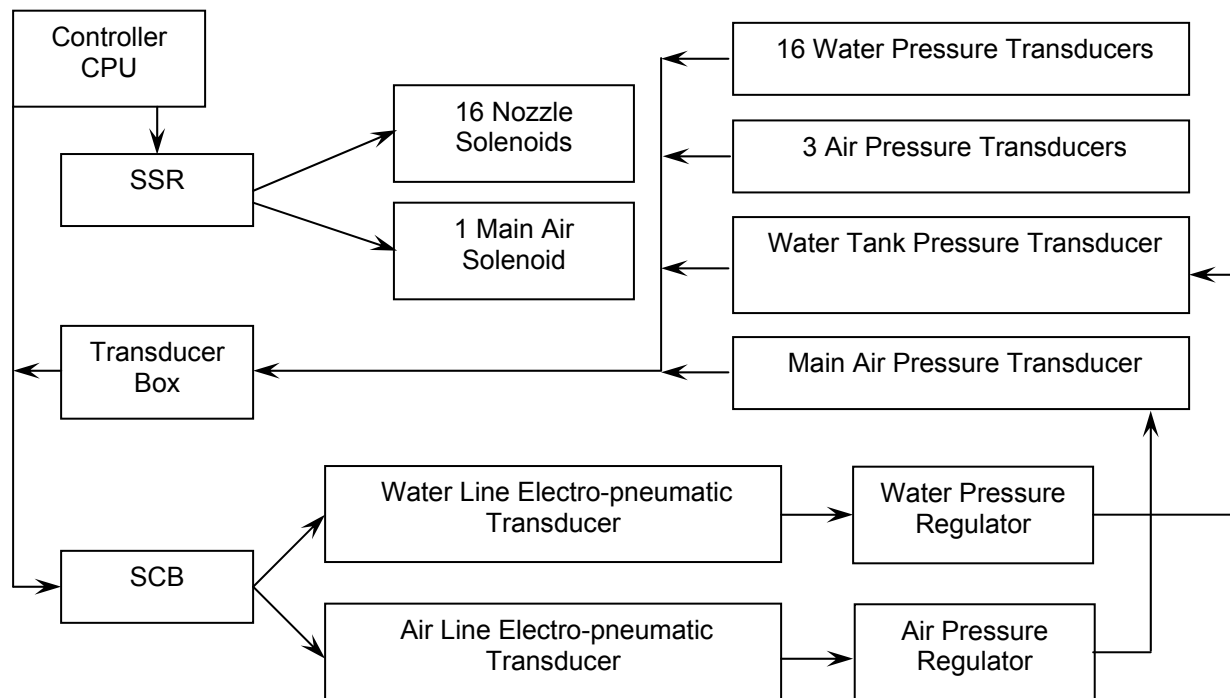 Controller
CPU
SSR
16 Nozzle
Solenoids
1 Main Air
Solenoid
16 Water Pressure Transducers
3 Air Pressure Transducers
Water Tank Pressure Transducer
Main Air Pressure Transducer
Transducer
Box
SCB
Water Line Electro-pneumatic
Transducer
Water Pressure
Regulator
Air Line Electro-pneumatic
Transducer
Air Pressure
Regulator